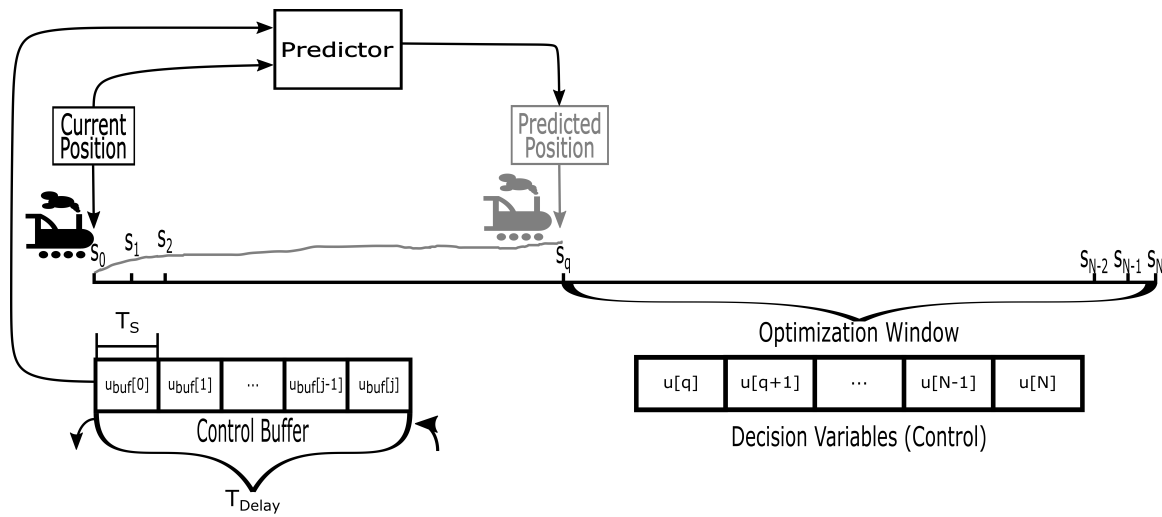 Predictor
Current
Position
Predicted
Position
s0
s1
s2
sq
sN-2
sN-1
sN
TS
Optimization Window
ubuf[0]
ubuf[1]
...
ubuf[j-1]
ubuf[j]
u[q]
u[q+1]
...
u[N-1]
u[N]
Control Buffer
Decision Variables (Control)
TDelay